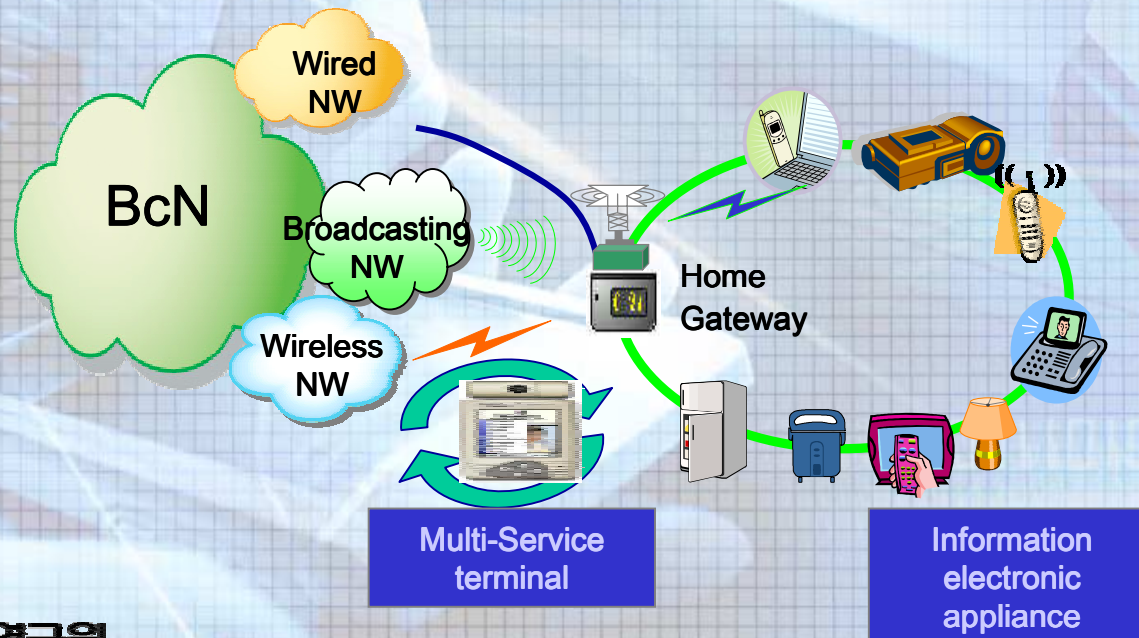 Wired
NW
BcN
Broadcasting
NW
Home
Gateway
Wireless
NW
Multi-Service
terminal
Information
electronic
appliance